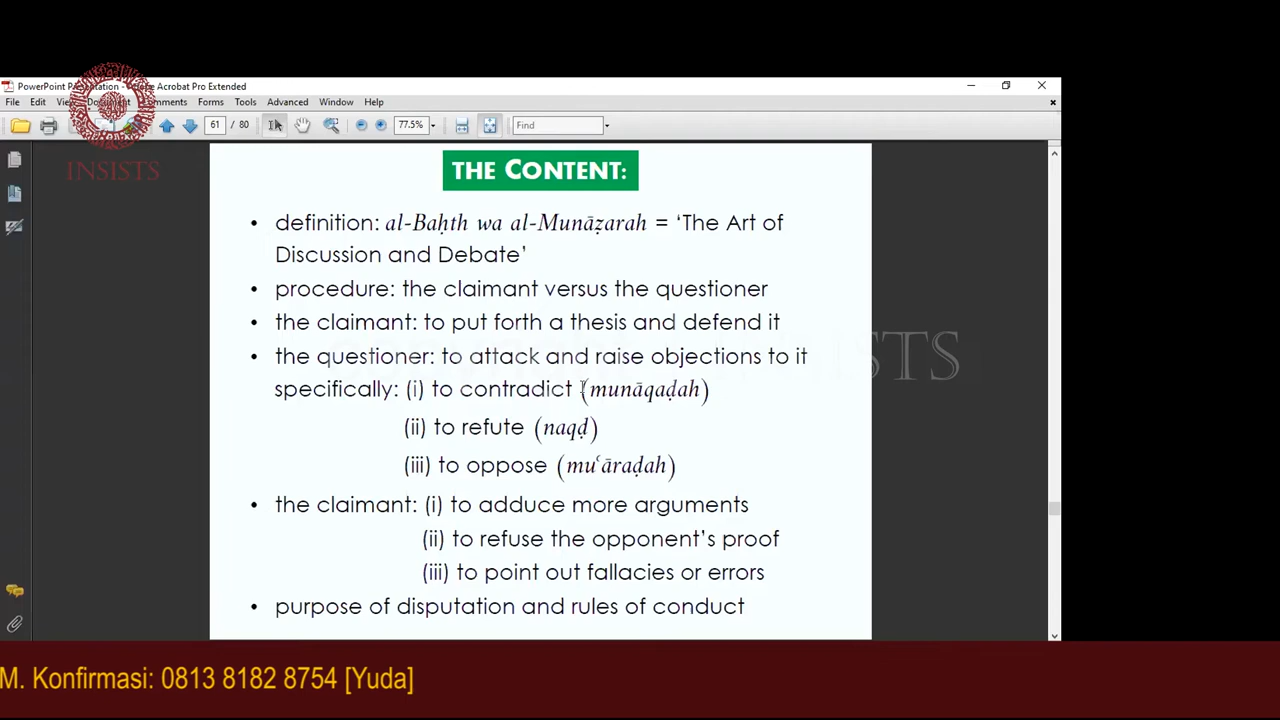 PowerPoint P Acrobat Pro Extended
File Edit Document Comments Forms Tools Advanced Window Help
61 / 80 77.5% Find
INSISTS
THE CONTENT:
• definition: al-Baḥth wa al-Munāẓarah = ‘The Art of
Discussion and Debate’
• procedure: the claimant versus the questioner
• the claimant: to put forth a thesis and defend it
• the questioner: to attack and raise objections to it
specifically: (i) to contradict (munāqaḍah)
(ii) to refute (naqḍ)
(iii) to oppose (muʿāraḍah)
• the claimant: (i) to adduce more arguments
(ii) to refuse the opponent’s proof
(iii) to point out fallacies or errors
• purpose of disputation and rules of conduct
M. Konfirmasi: 0813 8182 8754 [Yuda]